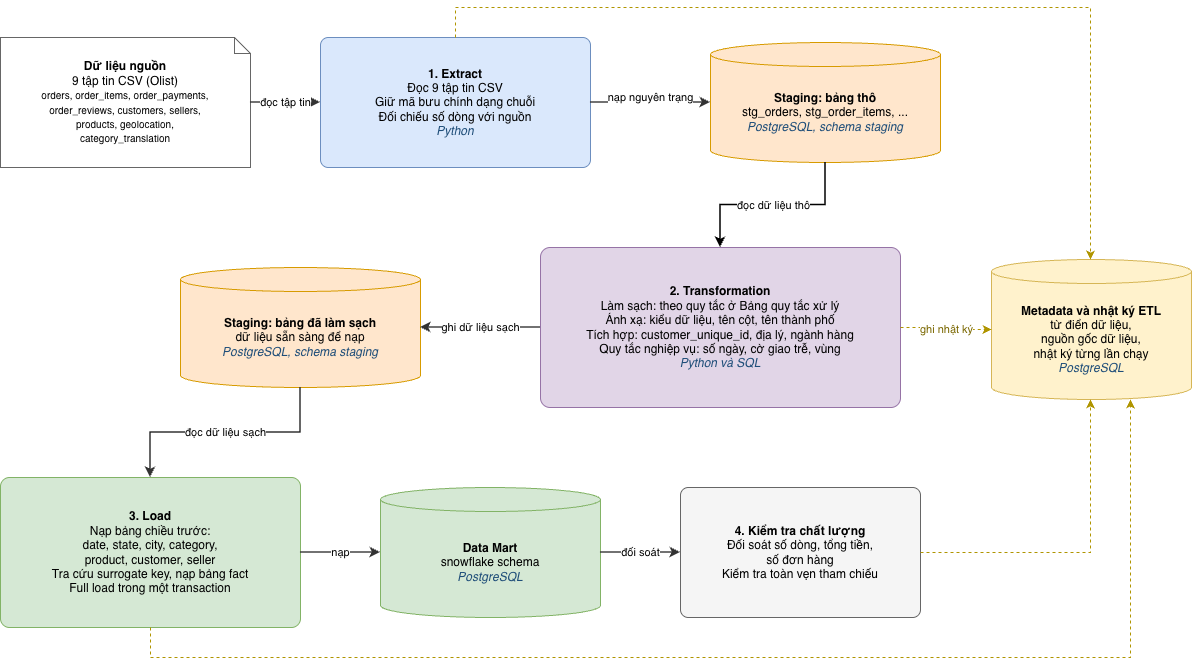 Dữ liệu nguồn
9 tập tin CSV (Olist)
orders, order_items, order_payments,
order_reviews, customers, sellers,
products, geolocation,
category_translation
đọc tập tin
1. Extract
Đọc 9 tập tin CSV
Giữ mã bưu chính dạng chuỗi
Đối chiếu số dòng với nguồn
Python
nạp nguyên trạng
Staging: bảng thô
stg_orders, stg_order_items, ...
PostgreSQL, schema staging
đọc dữ liệu thô
2. Transformation
Làm sạch: theo quy tắc ở Bảng quy tắc xử lý
Ánh xạ: kiểu dữ liệu, tên cột, tên thành phố
Tích hợp: customer_unique_id, địa lý, ngành hàng
Quy tắc nghiệp vụ: số ngày, cờ giao trễ, vùng
Python và SQL
ghi dữ liệu sạch
Staging: bảng đã làm sạch
dữ liệu sẵn sàng để nạp
PostgreSQL, schema staging
ghi nhật ký
Metadata và nhật ký ETL
từ điển dữ liệu,
nguồn gốc dữ liệu,
nhật ký từng lần chạy
PostgreSQL
đọc dữ liệu sạch
3. Load
Nạp bảng chiều trước:
date, state, city, category,
product, customer, seller
Tra cứu surrogate key, nạp bảng fact
Full load trong một transaction
nạp
Data Mart
snowflake schema
PostgreSQL
đối soát
4. Kiểm tra chất lượng
Đối soát số dòng, tổng tiền,
số đơn hàng
Kiểm tra toàn vẹn tham chiếu